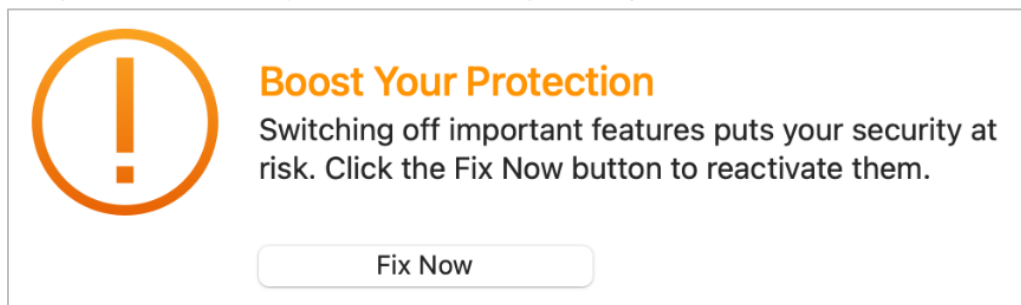 Boost Your Protection
Switching off important features puts your security at
risk. Click the Fix Now button to reactivate them.
Fix Now